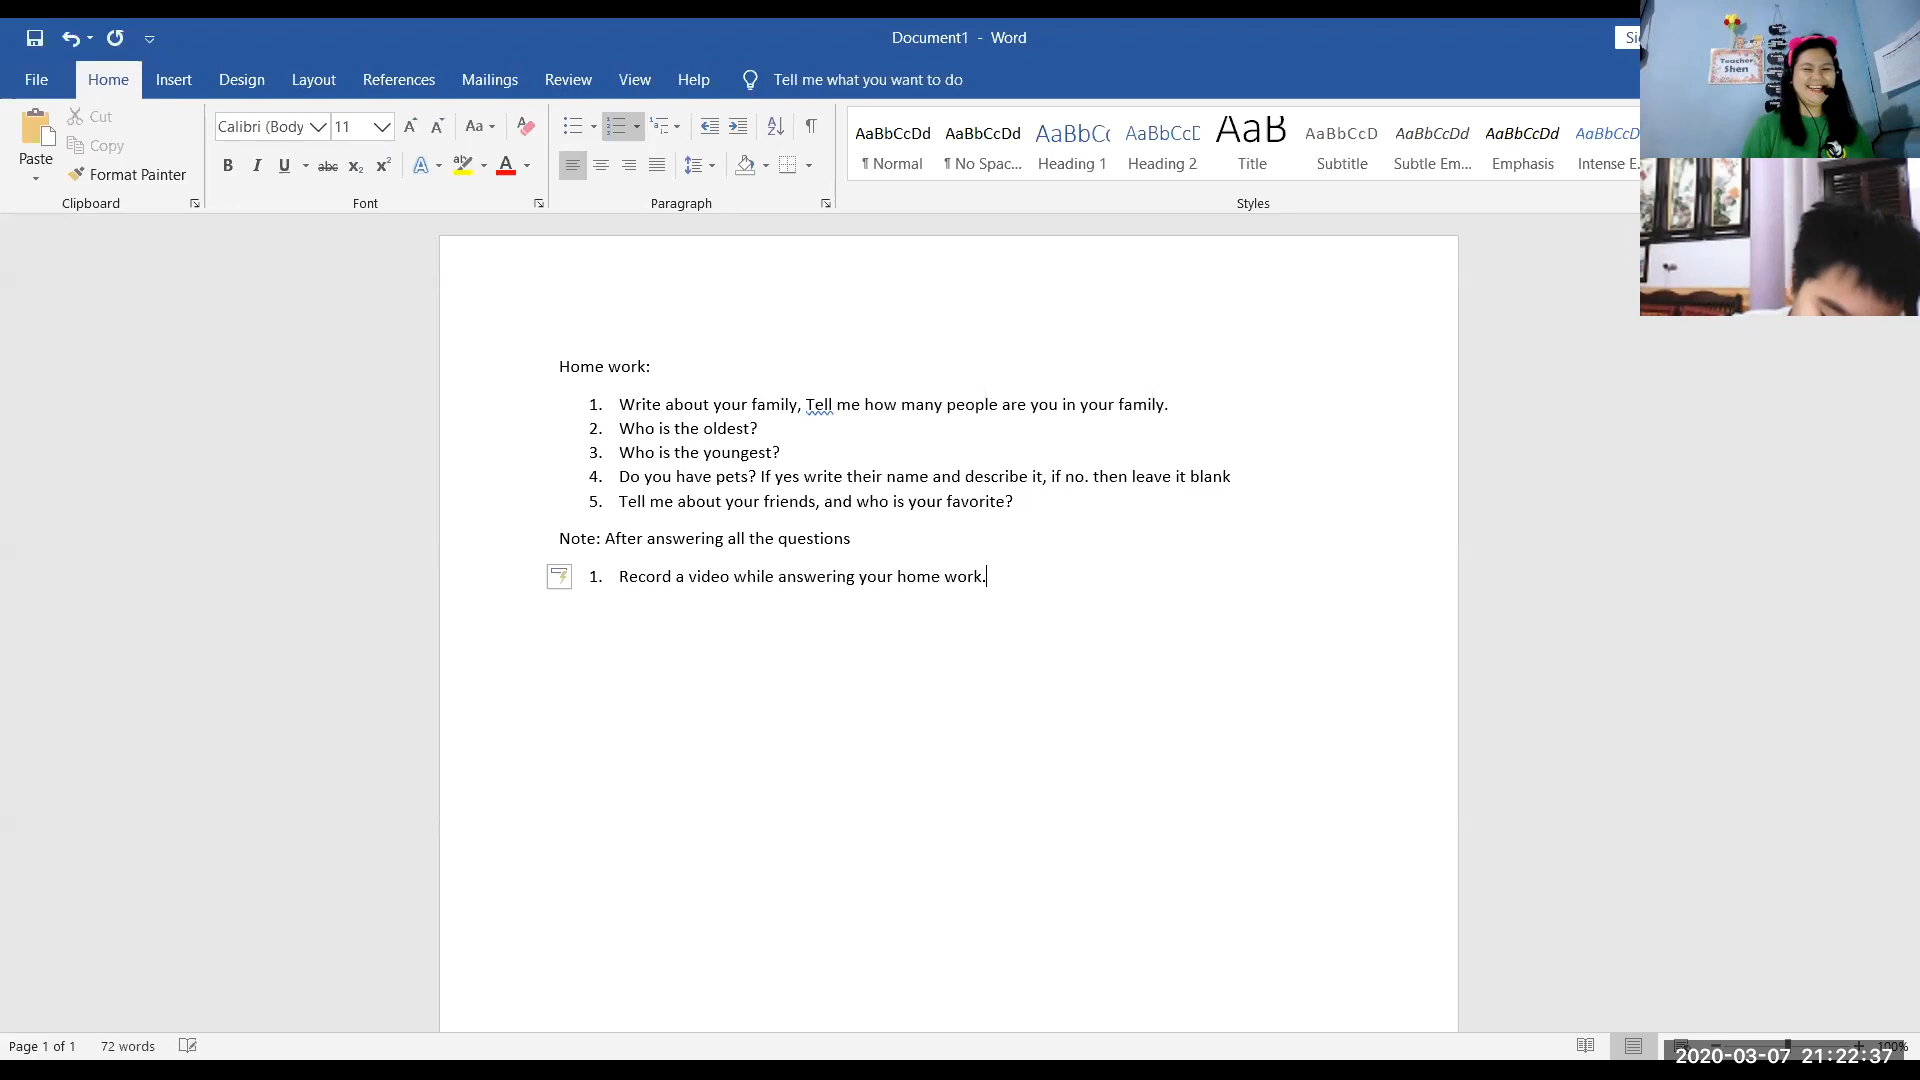 Document1 - Word
File Home Insert Design Layout References Mailings Review View Help Tell me what you want to do
Teacher
Shen
Paste
Cut
Copy
Format Painter
Clipboard
Calibri (Body 11
Font
Paragraph
AaBbCcDd AaBbCcDd AaBbCc AaBbCcD AaB AaBbCcD AaBbCcDd AaBbCcDd AaBbCcD
¶ Normal ¶ No Spac... Heading 1 Heading 2 Title Subtitle Subtle Em... Emphasis Intense E
Styles
Home work:
1. Write about your family, Tell me how many people are you in your family.
2. Who is the oldest?
3. Who is the youngest?
4. Do you have pets? If yes write their name and describe it, if no. then leave it blank
5. Tell me about your friends, and who is your favorite?
Note: After answering all the questions
1. Record a video while answering your home work.
Page 1 of 1 72 words
100%
2020-03-07 21:22:37